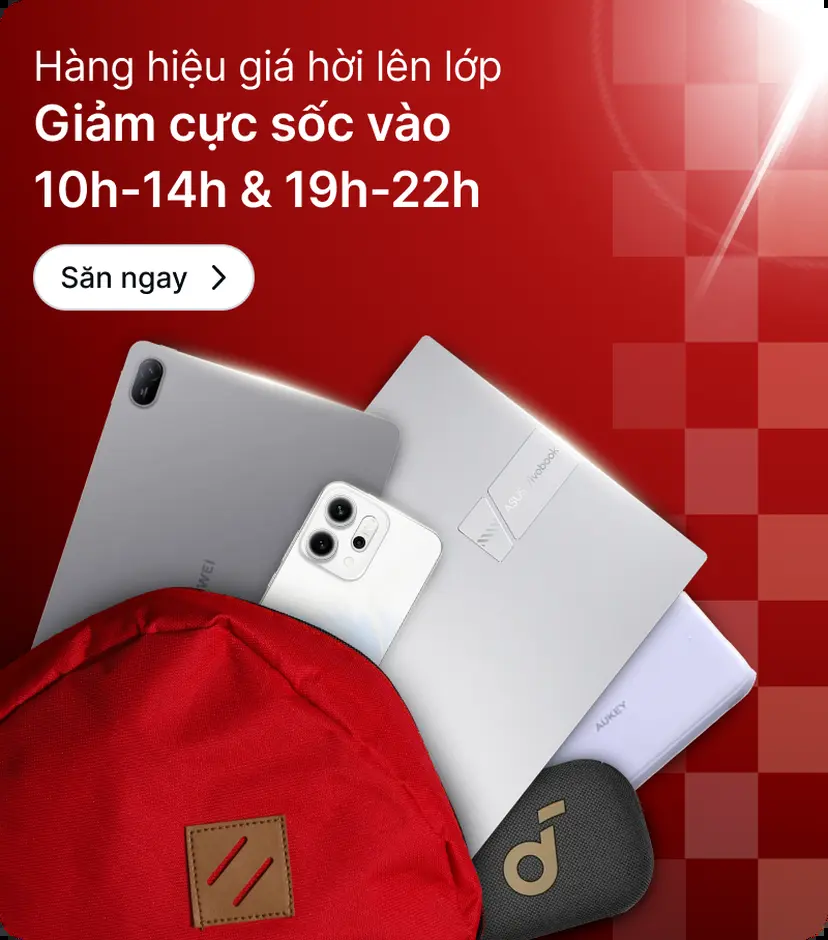 Hàng hiệu giá hời lên lớp
Giảm cực sốc vào
10h-14h & 19h-22h
Săn ngay
WEI
ASUS Vivobook
AUKEY